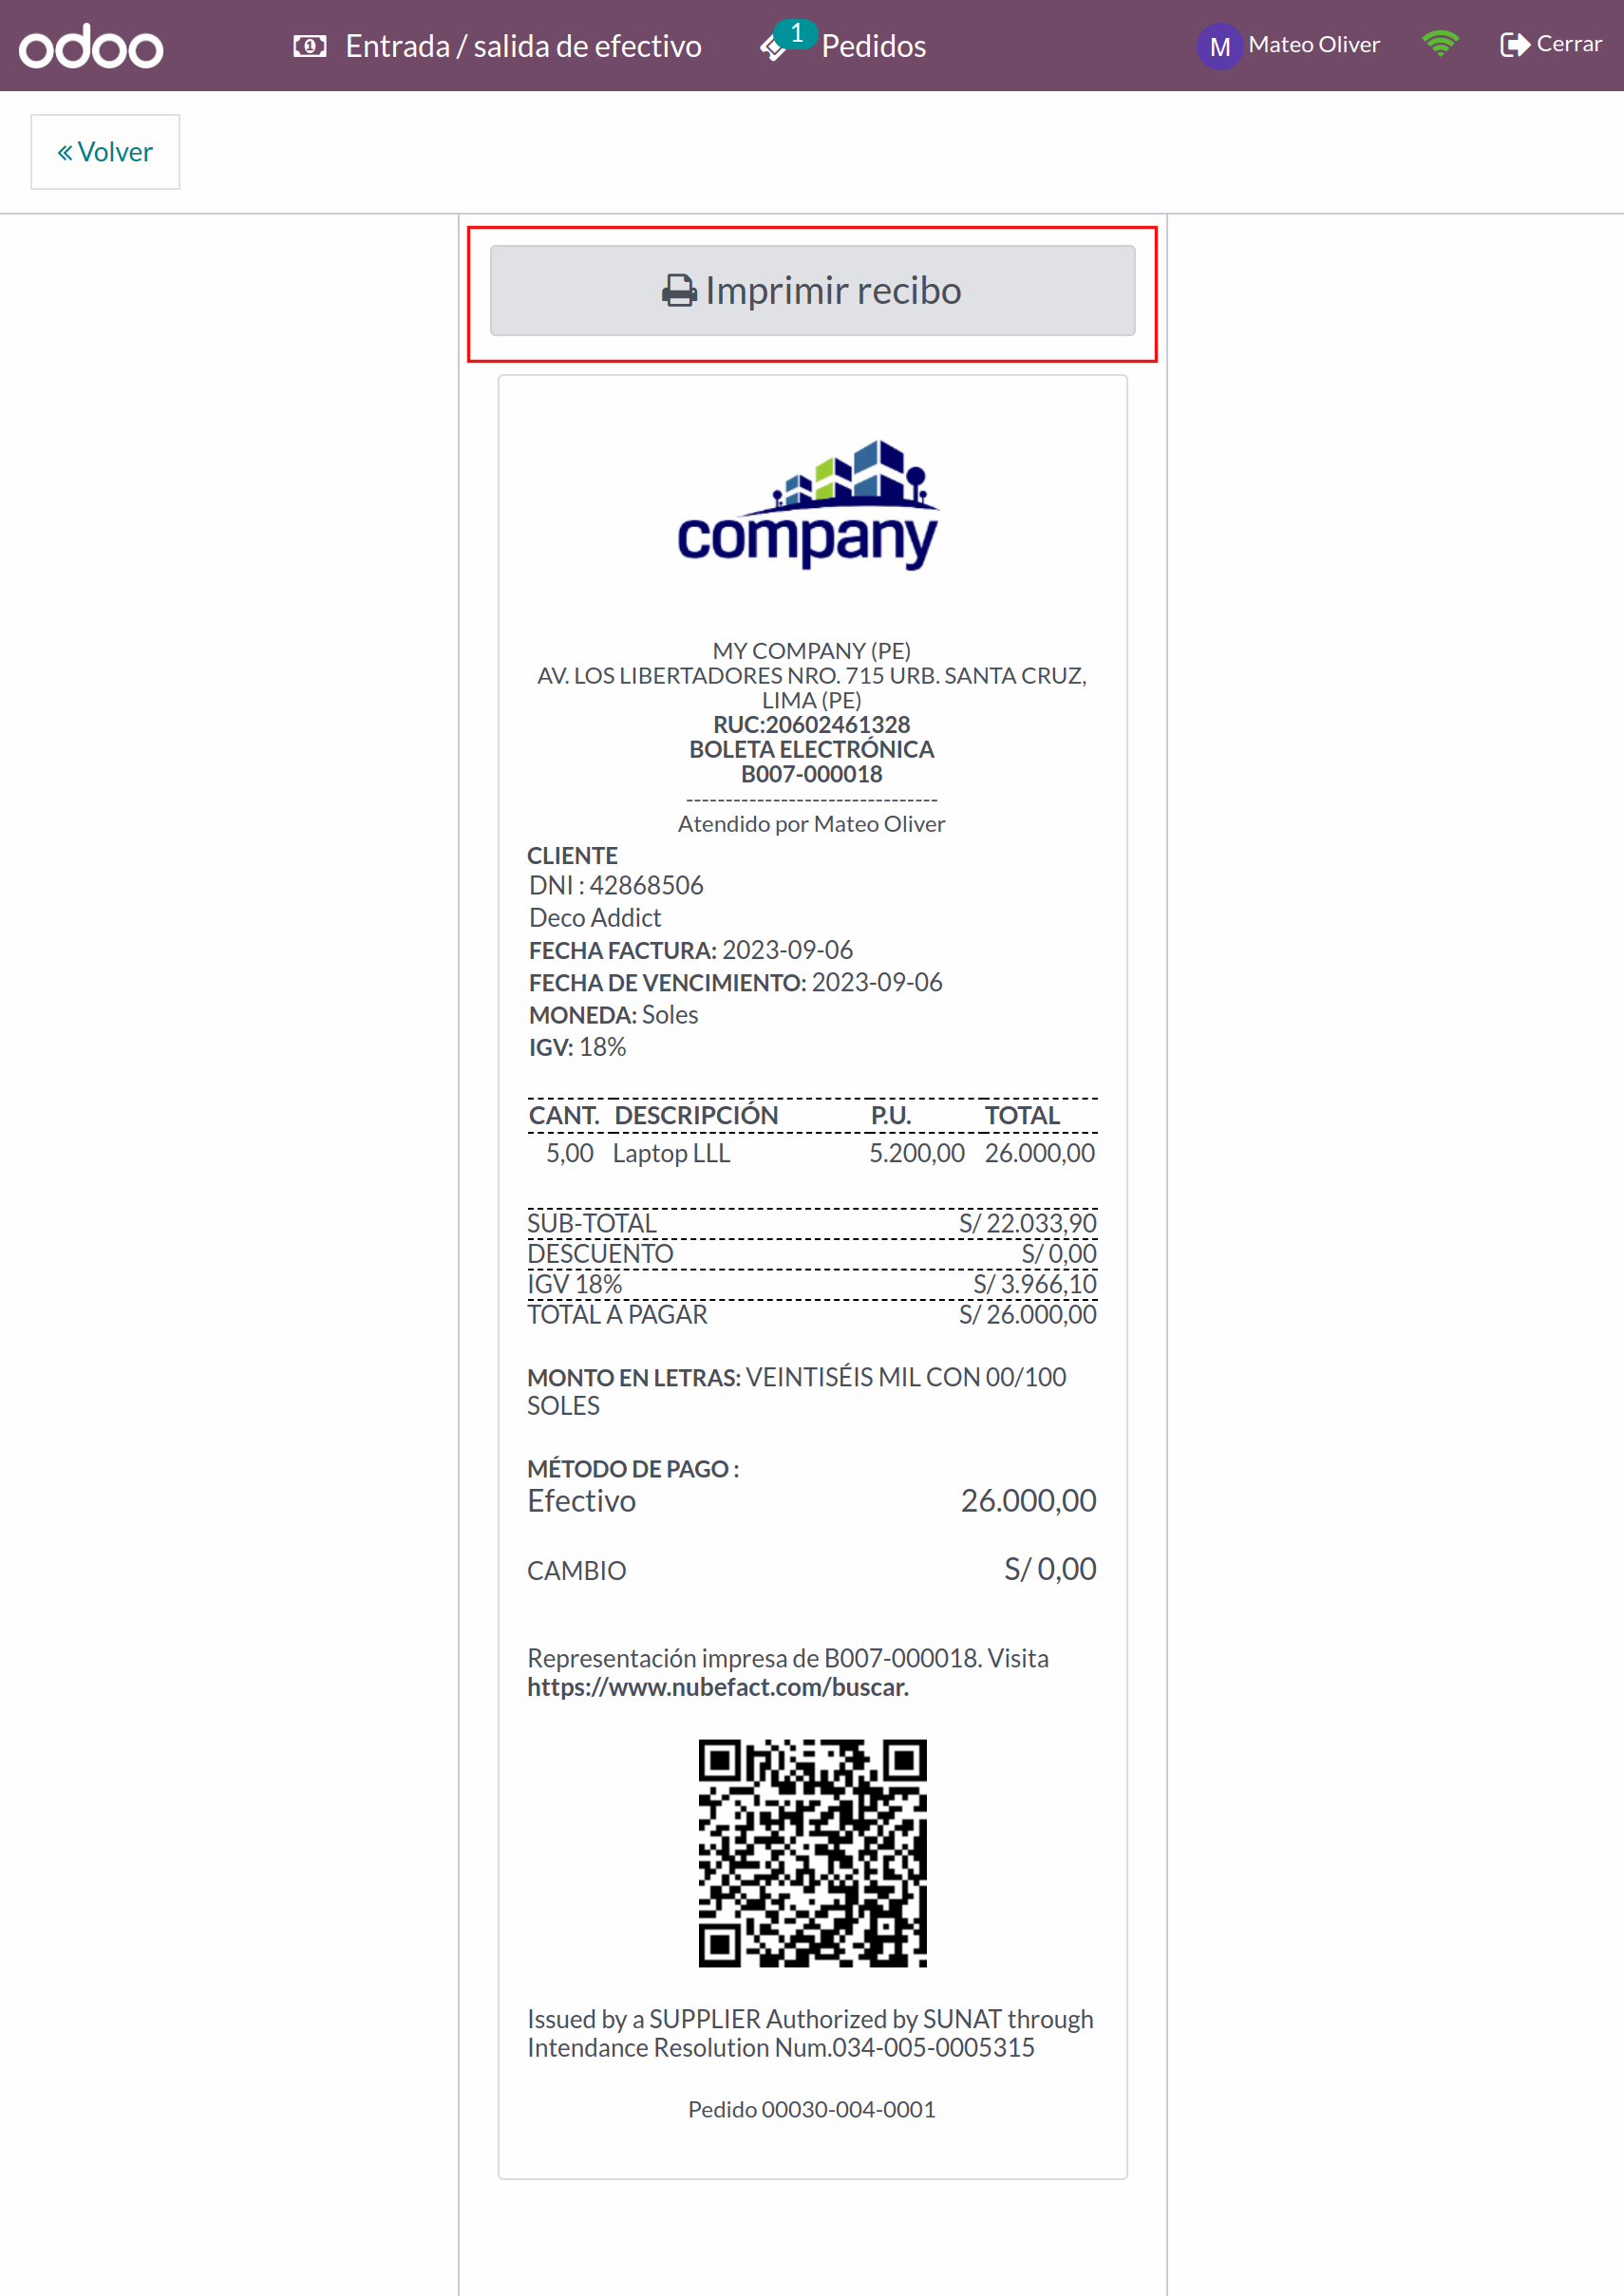 odoo Entrada / salida de efectivo 1 Pedidos M Mateo Oliver Cerrar
« Volver
Imprimir recibo
company
MY COMPANY (PE)
AV. LOS LIBERTADORES NRO. 715 URB. SANTA CRUZ,
LIMA (PE)
RUC:20602461328
BOLETA ELECTRÓNICA
B007-000018
--------------------------------
Atendido por Mateo Oliver
CLIENTE
DNI : 42868506
Deco Addict
FECHA FACTURA: 2023-09-06
FECHA DE VENCIMIENTO: 2023-09-06
MONEDA: Soles
IGV: 18%
CANT. DESCRIPCIÓN P.U. TOTAL
5,00 Laptop LLL 5.200,00 26.000,00
SUB-TOTAL S/ 22.033,90
DESCUENTO S/ 0,00
IGV 18% S/ 3.966,10
TOTAL A PAGAR S/ 26.000,00
MONTO EN LETRAS: VEINTISÉIS MIL CON 00/100
SOLES
MÉTODO DE PAGO :
Efectivo 26.000,00
CAMBIO S/ 0,00
Representación impresa de B007-000018. Visita
https://www.nubefact.com/buscar.
Issued by a SUPPLIER Authorized by SUNAT through
Intendance Resolution Num.034-005-0005315
Pedido 00030-004-0001